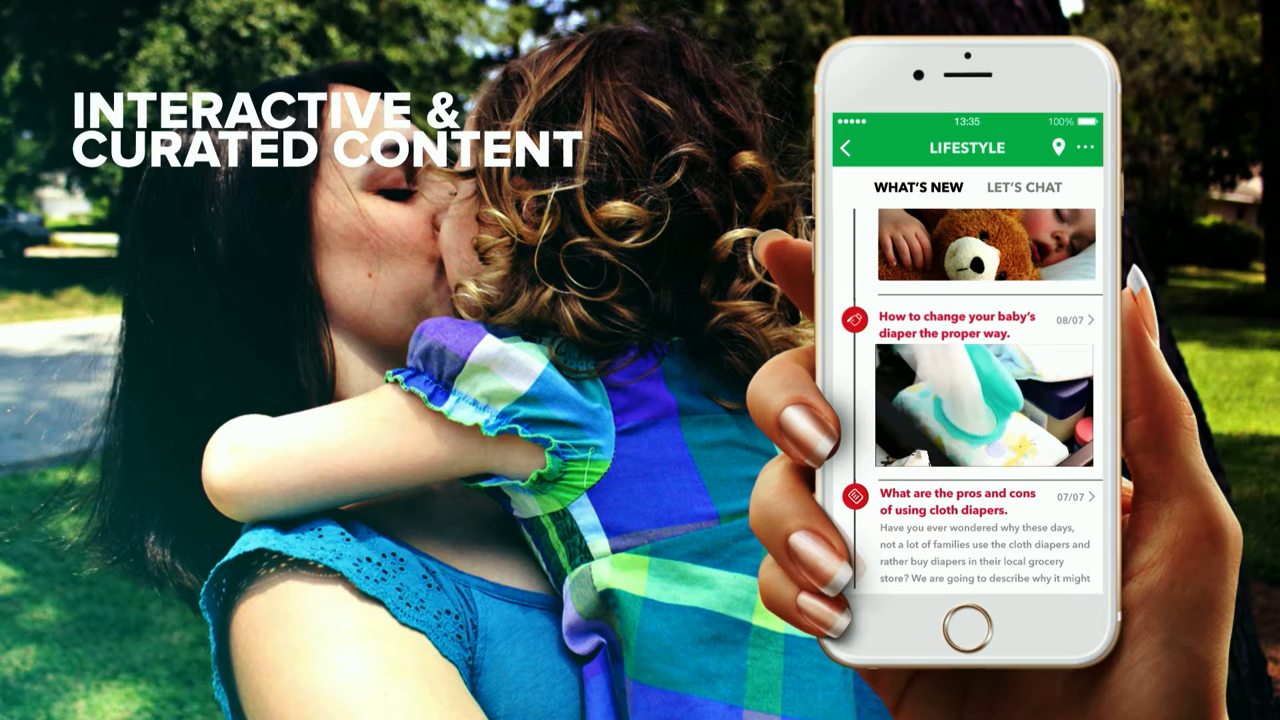 INTERACTIVE &
CURATED CONTENT
13:35
100%
LIFESTYLE
WHAT'S NEW
LET'S CHAT
How to change your baby's
diaper the proper way.
08/07
What are the pros and cons
of using cloth diapers.
07/07
Have you ever wondered why these days,
not a lot of families use the cloth diapers and
rather buy diapers in their local grocery
store? We are going to describe why it might